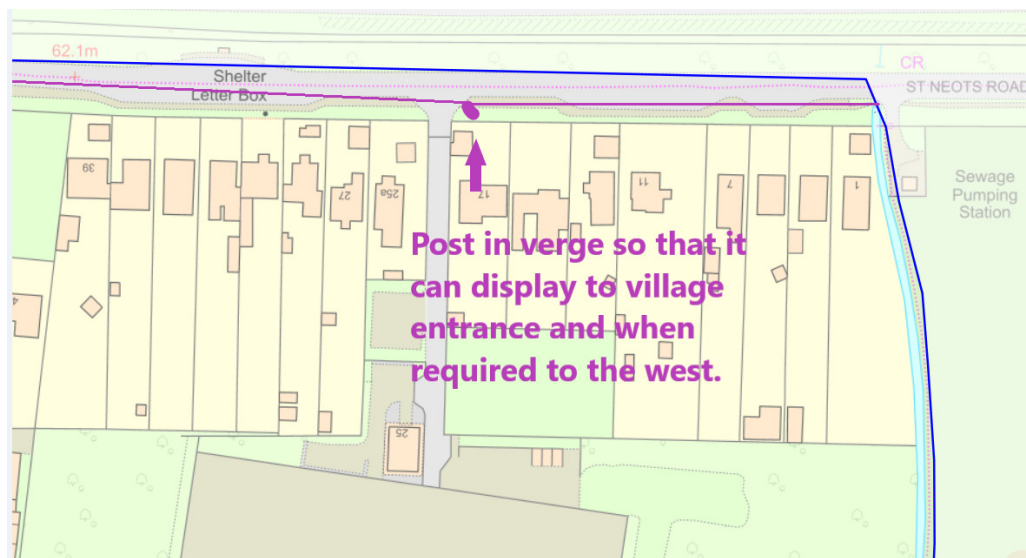 62.1m
Shelter
CR
ST NEOTS ROAD
Letter Box
39
27
25a
17
11
7
1
Sewage
Pumping
Station
Post in verge so that it
can display to village
entrance and when
required to the west.
25